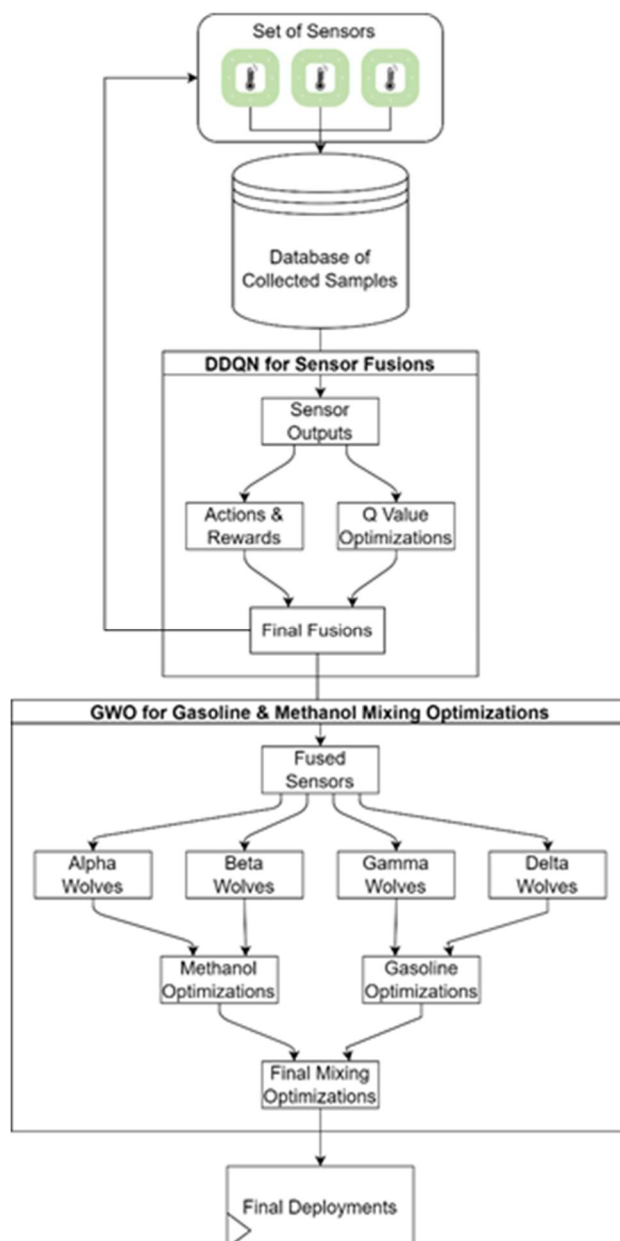 Set of Sensors
Database of
Collected Samples
DDQN for Sensor Fusions
Sensor
Outputs
Actions &
Rewards
Q Value
Optimizations
Final Fusions
GWO for Gasoline & Methanol Mixing Optimizations
Fused
Sensors
Alpha
Wolves
Beta
Wolves
Gamma
Wolves
Delta
Wolves
Methanol
Optimizations
Gasoline
Optimizations
Final Mixing
Optimizations
Final Deployments